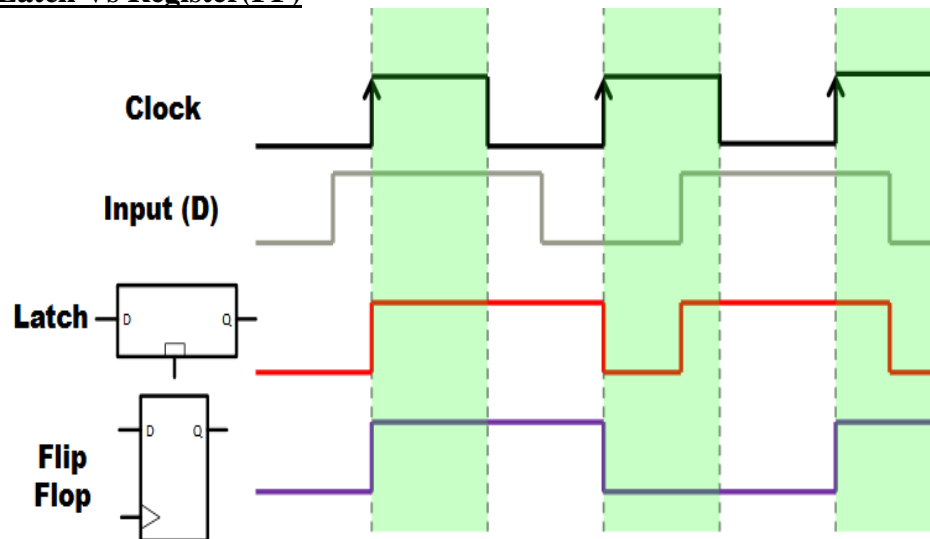 Latch Vs Register(FF)
Clock
Input (D)
Latch
D Q
D Q
Flip
Flop